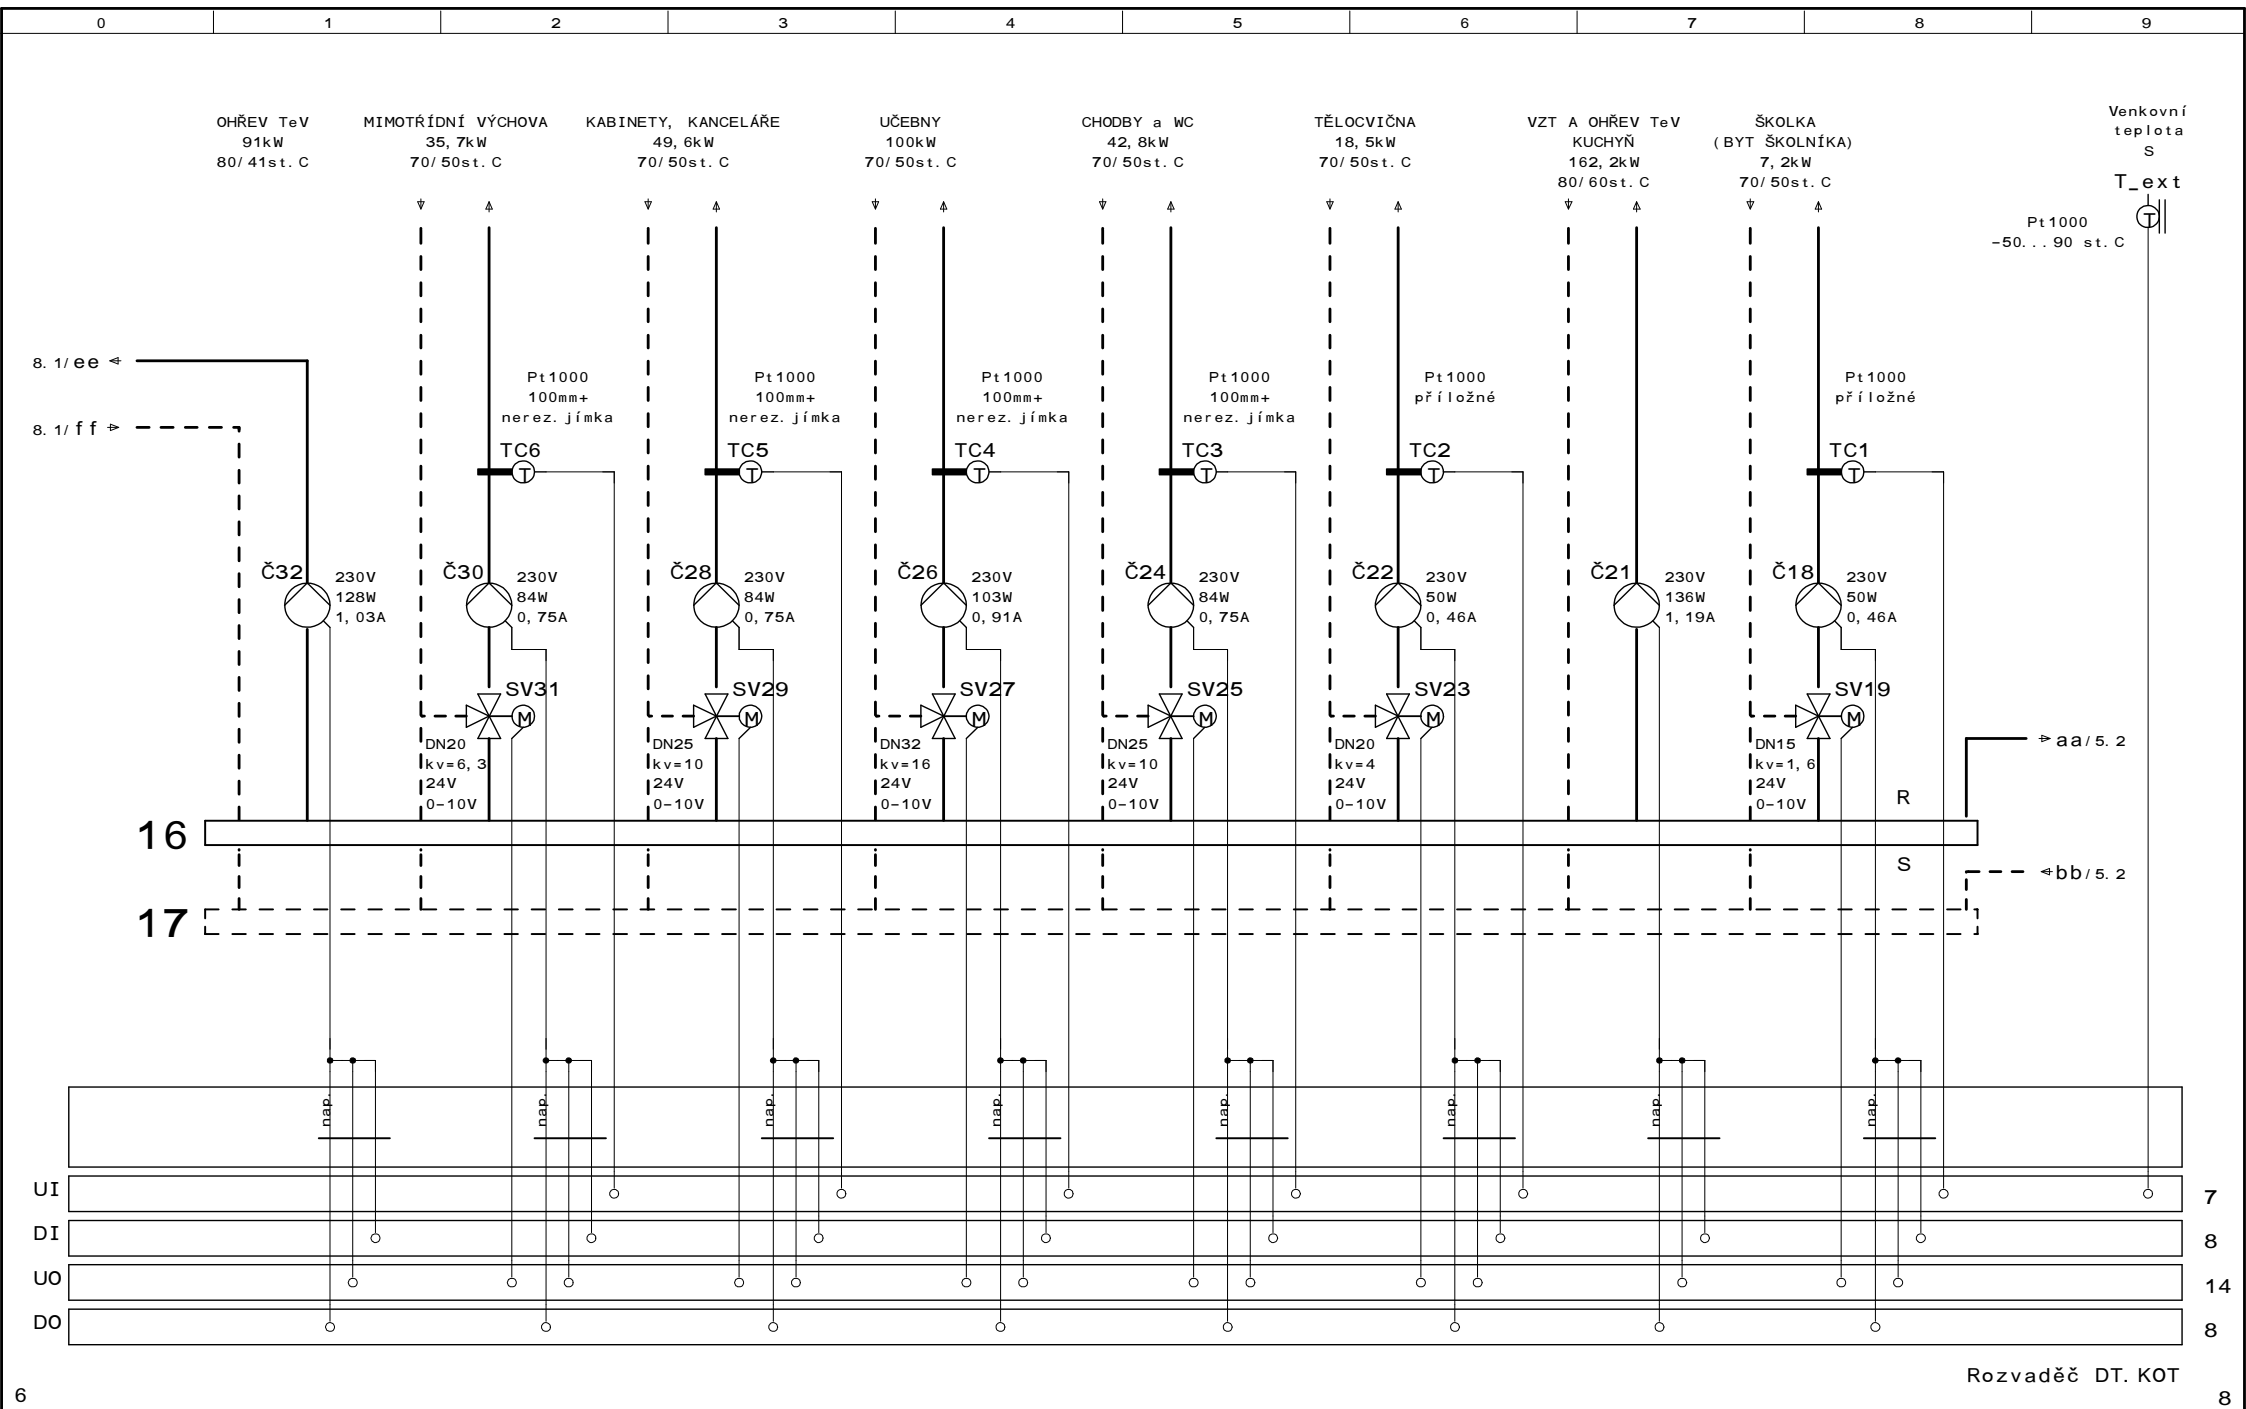 0 1 2 3 4 5 6 7 8 9
OHŘEV TeV
91kW
80/41st.C
MIMOTŘÍDNÍ VÝCHOVA
35,7kW
70/50st.C
KABINETY, KANCELÁŘE
49,6kW
70/50st.C
UČEBNY
100kW
70/50st.C
CHODBY a WC
42,8kW
70/50st.C
TĚLOCVIČNA
18,5kW
70/50st.C
VZT A OHŘEV TeV
KUCHYŇ
162,2kW
80/60st.C
ŠKOLKA
(BYT ŠKOLNÍKA)
7,2kW
70/50st.C
Venkovní
teplota
S
T_ext
T
Pt1000
-50...90 st.C
8.1/ee
8.1/ff
Pt1000
100mm+
nerez.jímka
TC6
T
Pt1000
100mm+
nerez.jímka
TC5
T
Pt1000
100mm+
nerez.jímka
TC4
T
Pt1000
100mm+
nerez.jímka
TC3
T
Pt1000
příložné
TC2
T
Pt1000
příložné
TC1
T
Č32
230V
128W
1,03A
Č30
230V
84W
0,75A
Č28
230V
84W
0,75A
Č26
230V
103W
0,91A
Č24
230V
84W
0,75A
Č22
230V
50W
0,46A
Č21
230V
136W
1,19A
Č18
230V
50W
0,46A
SV31
M
DN20
kv=6,3
24V
0-10V
SV29
M
DN25
kv=10
24V
0-10V
SV27
M
DN32
kv=16
24V
0-10V
SV25
M
DN25
kv=10
24V
0-10V
SV23
M
DN20
kv=4
24V
0-10V
SV19
M
DN15
kv=1,6
24V
0-10V
aa/5.2
R
16
S
bb/5.2
17
nap. nap. nap. nap. nap. nap. nap. nap.
UI 7
DI 8
UO 14
DO 8
Rozvaděč DT.KOT
6 8